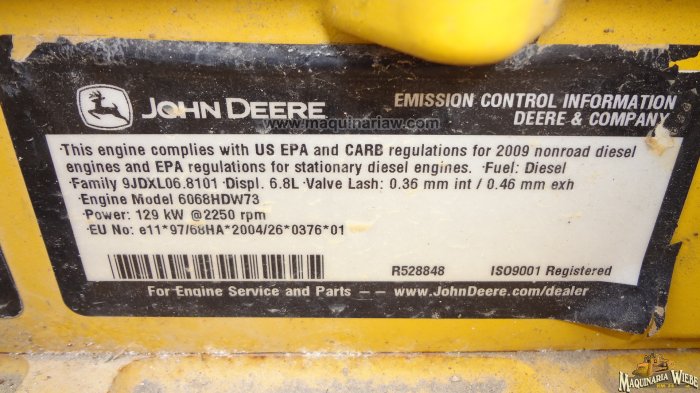 JOHN DEERE
EMISSION CONTROL INFORMATION
DEERE & COMPANY
www.maquinariaw.com
·This engine complies with US EPA and CARB regulations for 2009 nonroad diesel
engines and EPA regulations for stationary diesel engines. ·Fuel: Diesel
·Family 9JDXL06.8101 ·Displ. 6.8L ·Valve Lash: 0.36 mm int / 0.46 mm exh
·Engine Model 6068HDW73
·Power: 129 kW @2250 rpm
·EU No: e11*97/68HA*2004/26*0376*01
R528848 ISO9001 Registered
For Engine Service and Parts – – www.JohnDeere.com/dealer
MAQUINARIA WIEBE